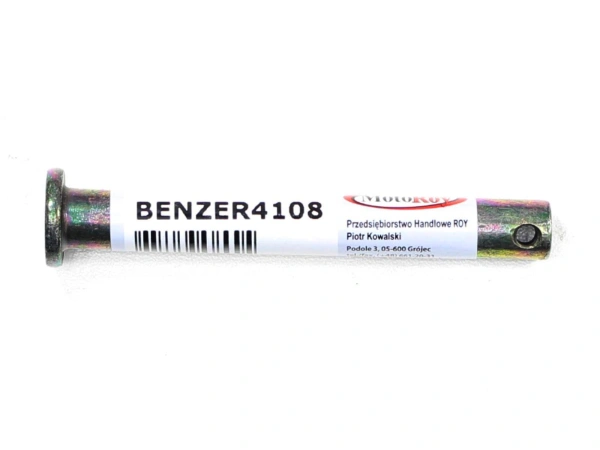 BENZER4108
MotoRoy
Przedsiębiorstwo Handlowe ROY
Piotr Kowalski
Podole 3, 05-600 Grójec